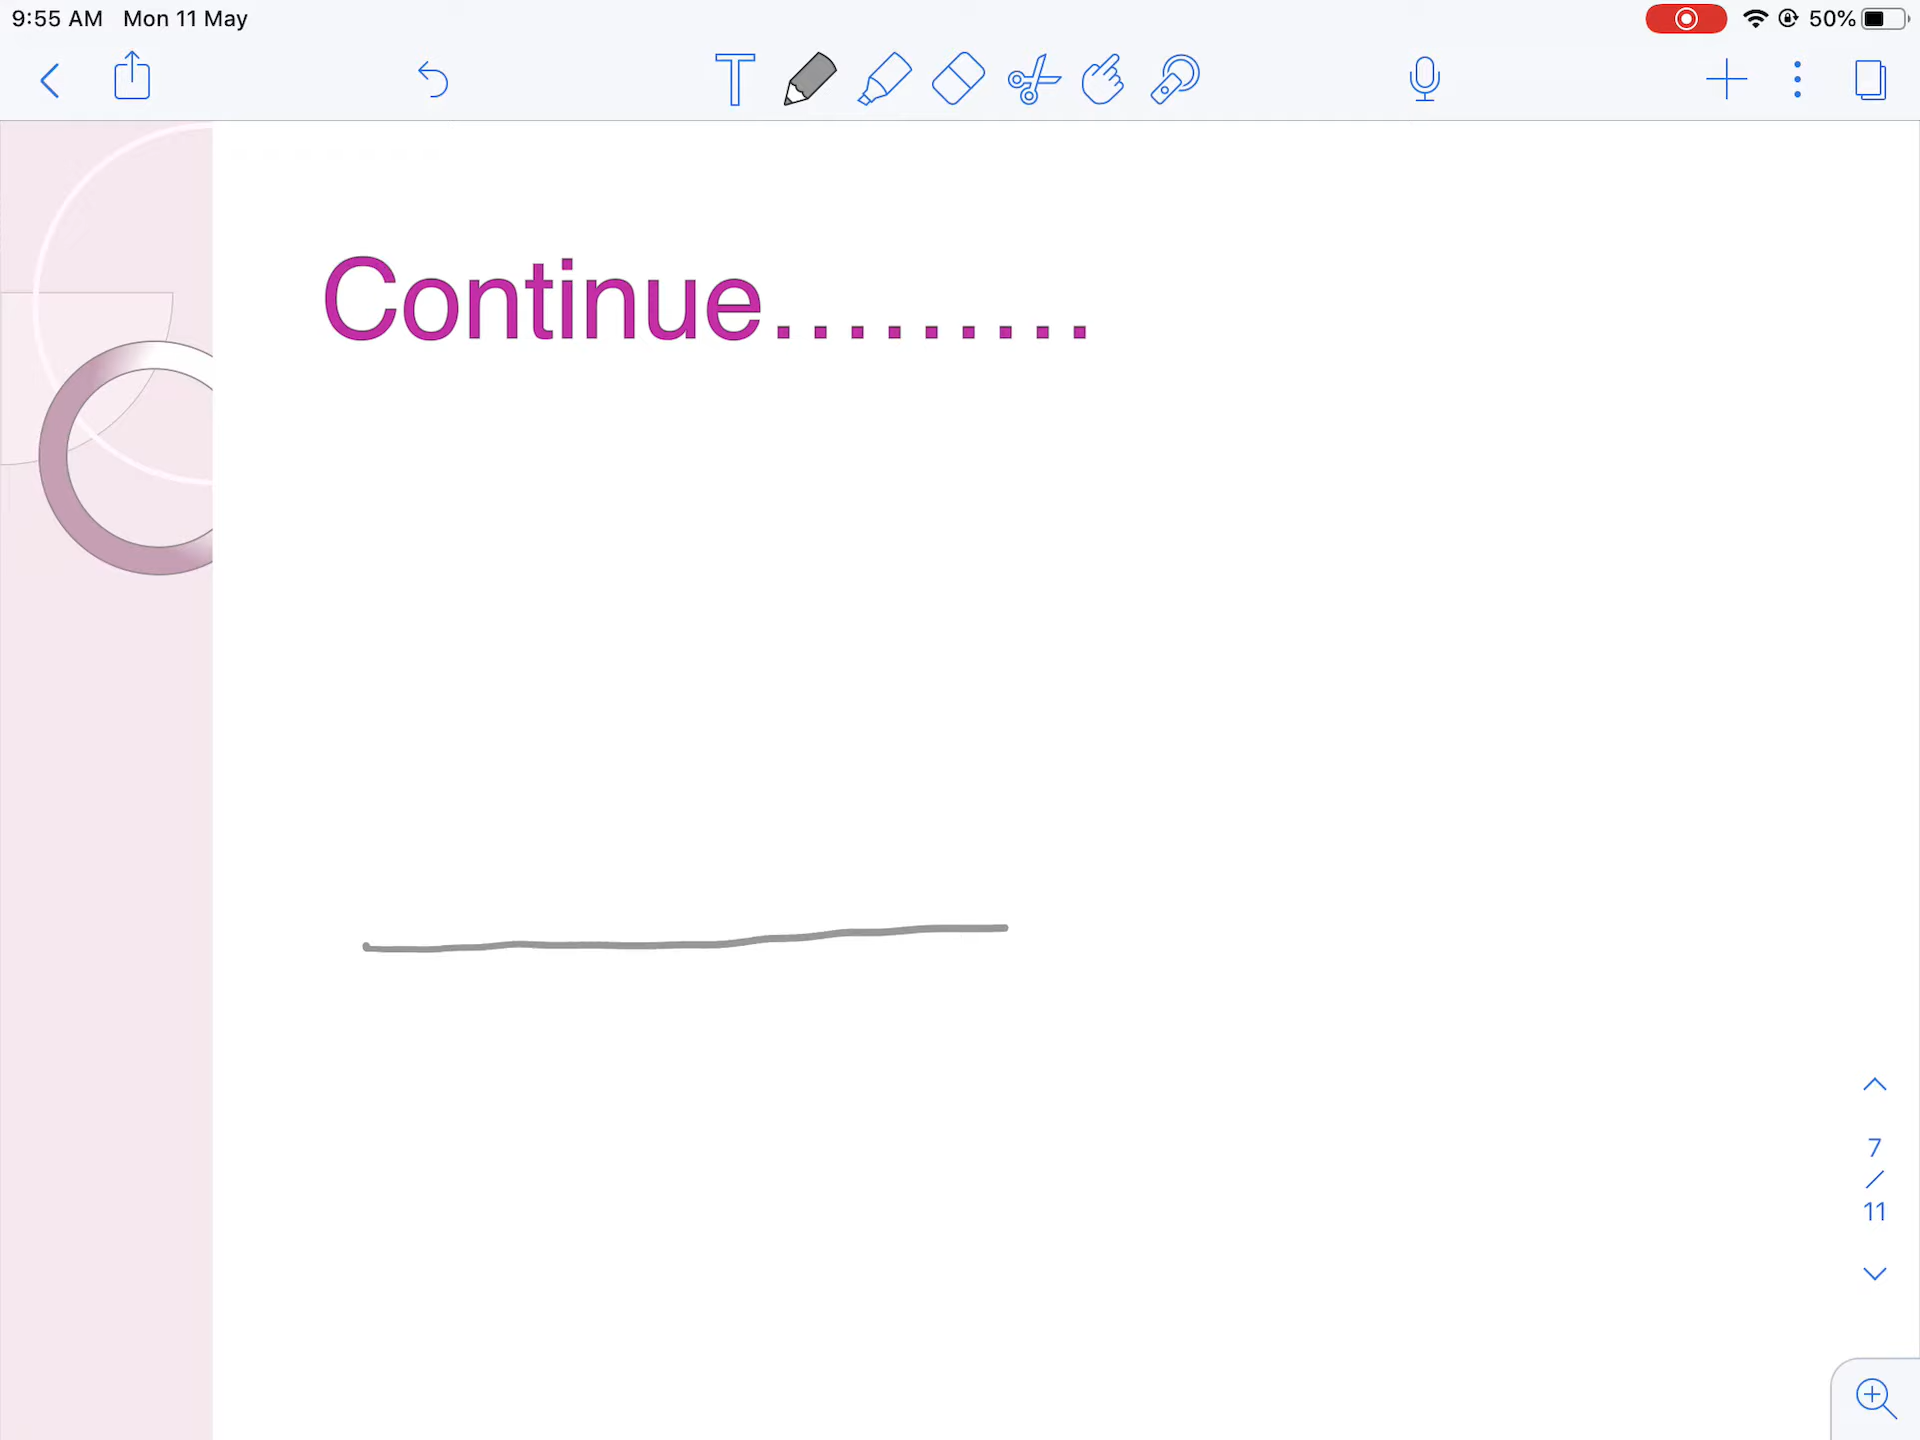 9:55 AM Mon 11 May
50%
T
Continue.........
7
/
11